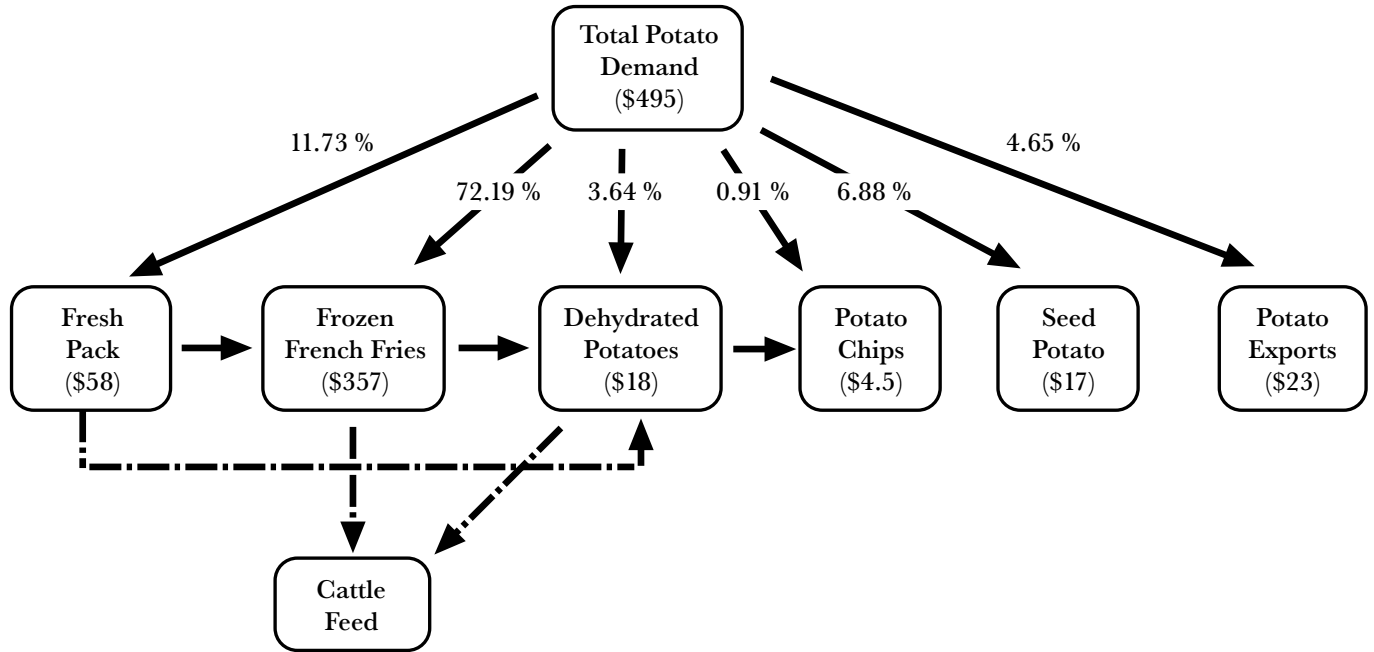 Total Potato
Demand
($495)
11.73 %
4.65 %
72.19 %
3.64 %
0.91 %
6.88 %
Fresh
Pack
($58)
Frozen
French Fries
($357)
Dehydrated
Potatoes
($18)
Potato
Chips
($4.5)
Seed
Potato
($17)
Potato
Exports
($23)
Cattle
Feed